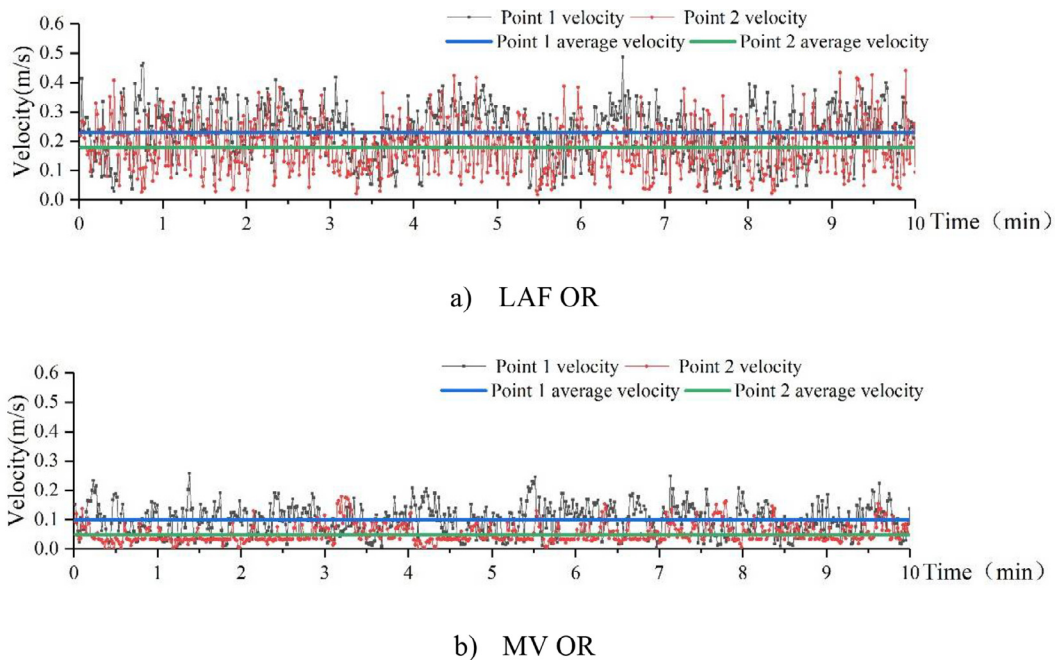 Point 1 velocity Point 2 velocity
Point 1 average velocity Point 2 average velocity
Velocity(m/s)
0.6
0.5
0.4
0.3
0.2
0.1
0.0
0 1 2 3 4 5 6 7 8 9 10 Time（min）
a) LAF OR
Point 1 velocity Point 2 velocity
Point 1 average velocity Point 2 average velocity
Velocity(m/s)
0.6
0.5
0.4
0.3
0.2
0.1
0.0
0 1 2 3 4 5 6 7 8 9 10 Time（min）
b) MV OR